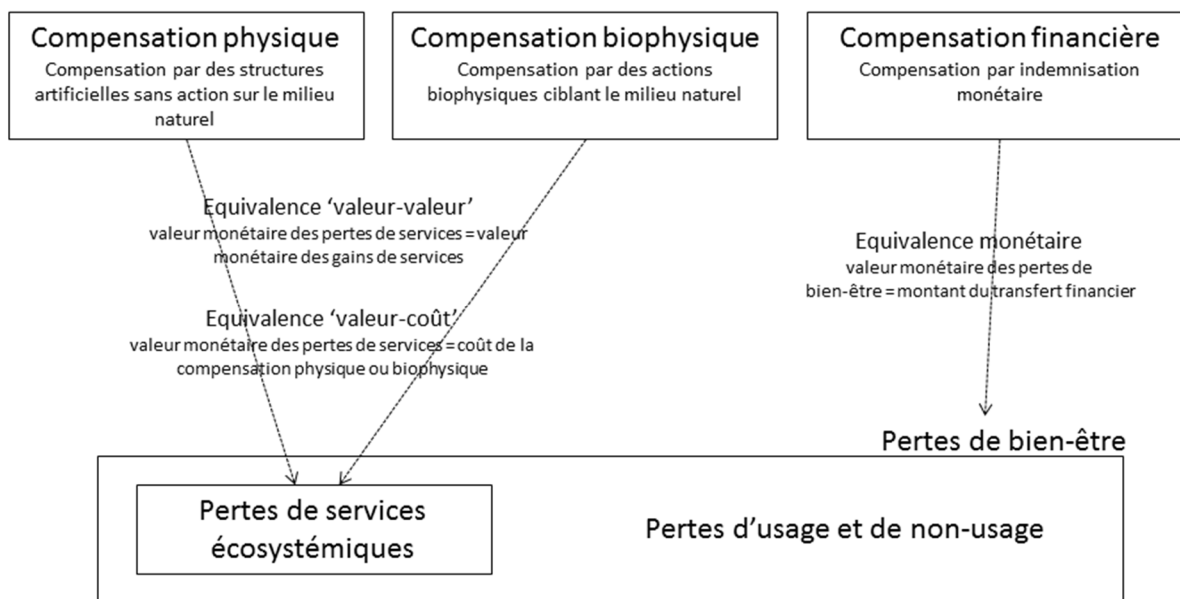 Compensation physique
Compensation par des structures
artificielles sans action sur le milieu
naturel
Compensation biophysique
Compensation par des actions
biophysiques ciblant le milieu naturel
Compensation financière
Compensation par indemnisation
monétaire
Equivalence ‘valeur-valeur’
valeur monétaire des pertes de services = valeur
monétaire des gains de services
Equivalence ‘valeur-coût’
valeur monétaire des pertes de services = coût de la
compensation physique ou biophysique
Equivalence monétaire
valeur monétaire des pertes de
bien-être = montant du transfert financier
Pertes de bien-être
Pertes de services
écosystémiques
Pertes d’usage et de non-usage